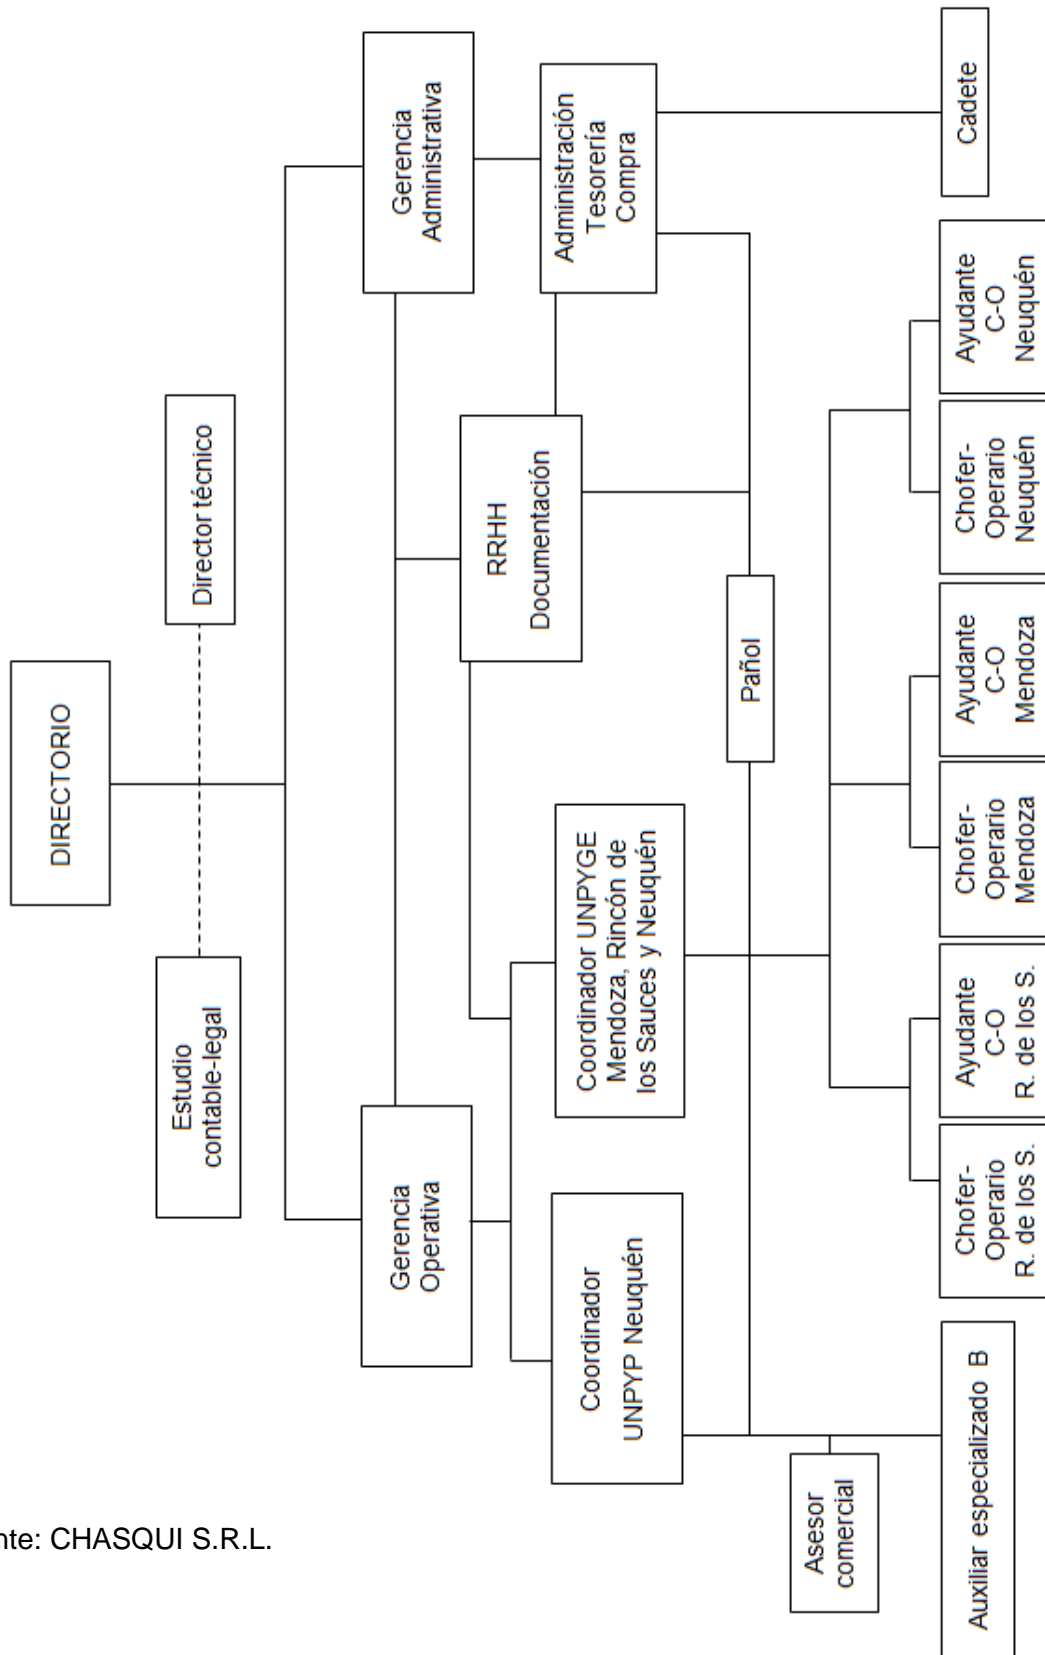 DIRECTORIO
Estudio
contable-legal
Director técnico
Gerencia
Operativa
Gerencia
Administrativa
Coordinador
UNPYP Neuquén
Coordinador UNPYGE
Mendoza, Rincón de
los Sauces y Neuquén
RRHH
Documentación
Administración
Tesorería
Compra
Pañol
Asesor
comercial
Auxiliar especializado B
Chofer-
Operario
R. de los S.
Ayudante
C-O
R. de los S.
Chofer-
Operario
Mendoza
Ayudante
C-O
Mendoza
Chofer-
Operario
Neuquén
Ayudante
C-O
Neuquén
Cadete
nte: CHASQUI S.R.L.